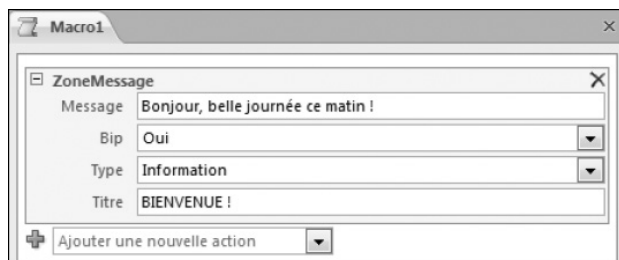 Macro1
ZoneMessage
Message Bonjour, belle journée ce matin !
Bip Oui
Type Information
Titre BIENVENUE !
Ajouter une nouvelle action